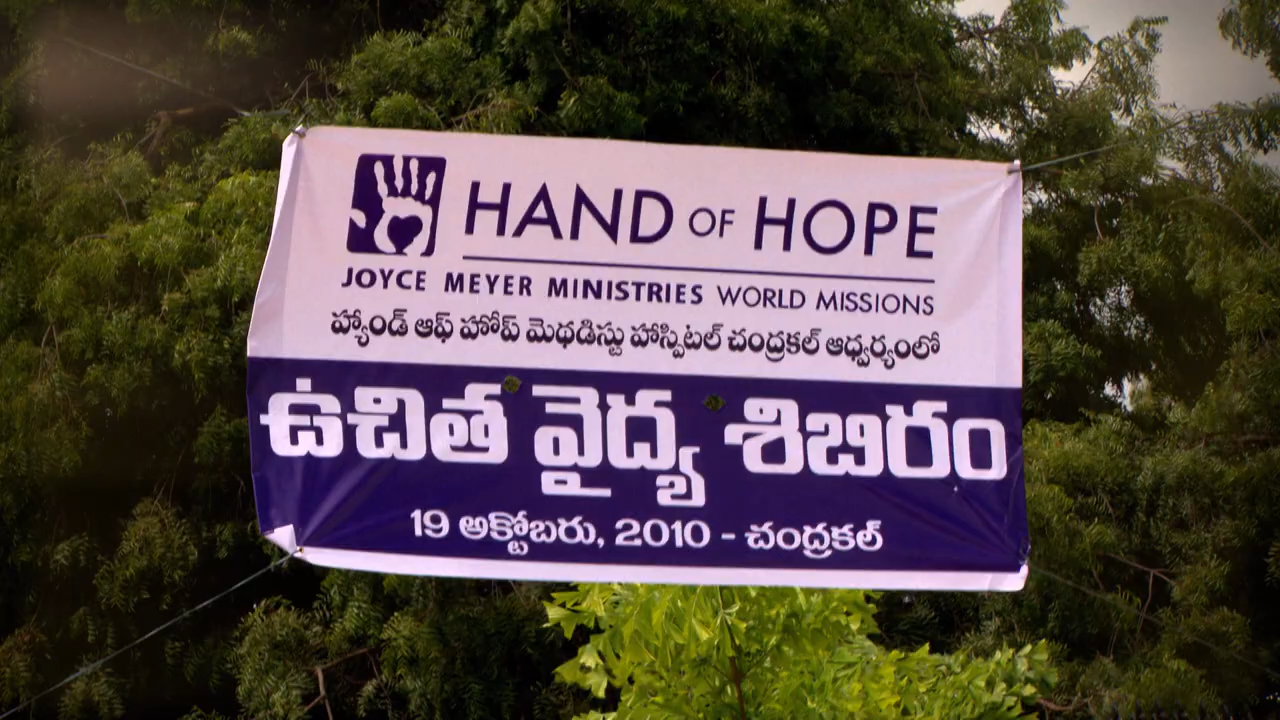 HAND OF HOPE
JOYCE MEYER MINISTRIES WORLD MISSIONS
హ్యాండ్ ఆఫ్ హోప్ మెథడిస్టు హాస్పిటల్ చంద్రకల్ ఆధ్వర్యంలో
ఉచిత వైద్య శిబిరం
19 అక్టోబరు, 2010 - చంద్రకల్